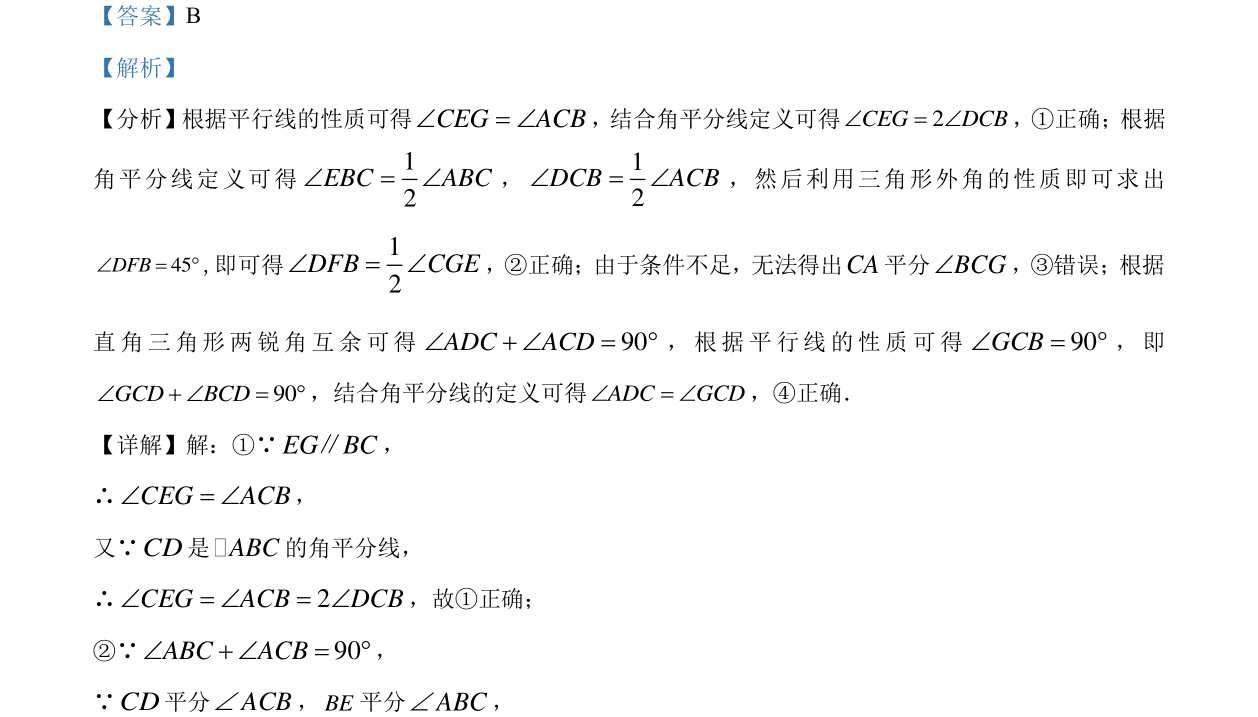 【答案】B
【解析】
【分析】根据平行线的性质可得∠CEG = ∠ACB，结合角平分线定义可得∠CEG = 2∠DCB，①正确；根据
角平分线定义可得∠EBC = 1/2 ∠ABC，∠DCB = 1/2 ∠ACB，然后利用三角形外角的性质即可求出
∠DFB = 45°，即可得∠DFB = 1/2 ∠CGE，②正确；由于条件不足，无法得出CA平分∠BCG，③错误；根据
直角三角形两锐角互余可得∠ADC + ∠ACD = 90°，根据平行线的性质可得∠GCB = 90°，即
∠GCD + ∠BCD = 90°，结合角平分线的定义可得∠ADC = ∠GCD，④正确．
【详解】解：①∵EG∥BC，
∴∠CEG = ∠ACB，
又∵CD是□ABC的角平分线，
∴∠CEG = ∠ACB = 2∠DCB，故①正确；
②∵∠ABC + ∠ACB = 90°，
∵CD平分∠ACB，BE平分∠ABC，